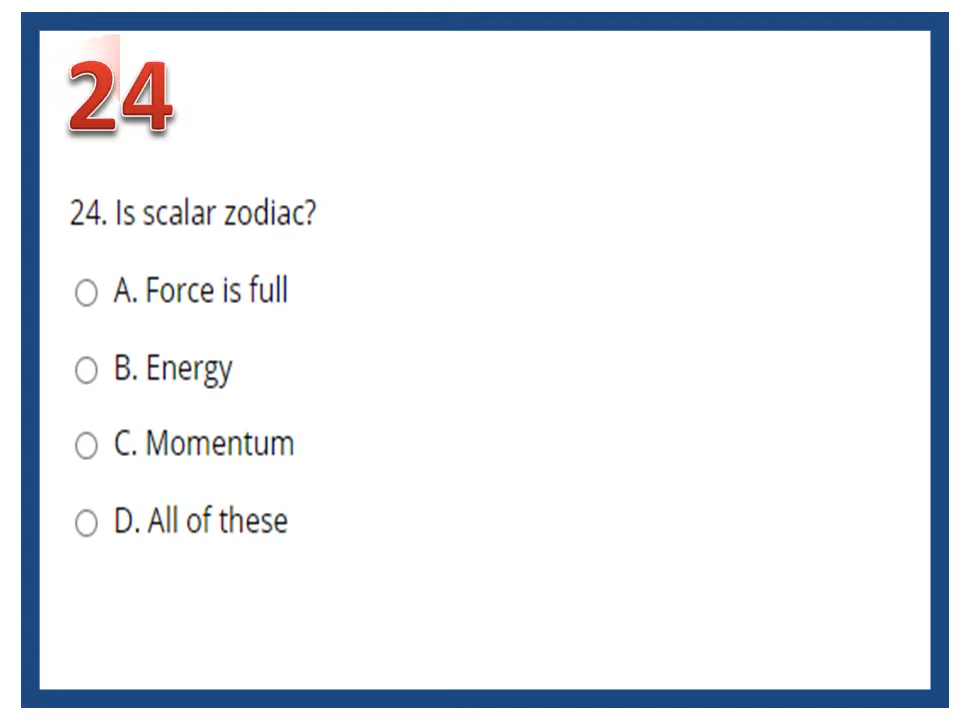 24
24. Is scalar zodiac?
A. Force is full
B. Energy
C. Momentum
D. All of these